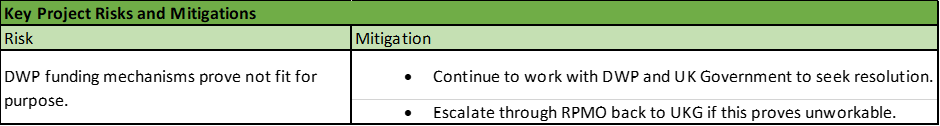 Key Project Risks and Mitigations
Risk
Mitigation
DWP funding mechanisms prove not fit for
purpose.
• Continue to work with DWP and UK Government to seek resolution.
• Escalate through RPMO back to UKG if this proves unworkable.